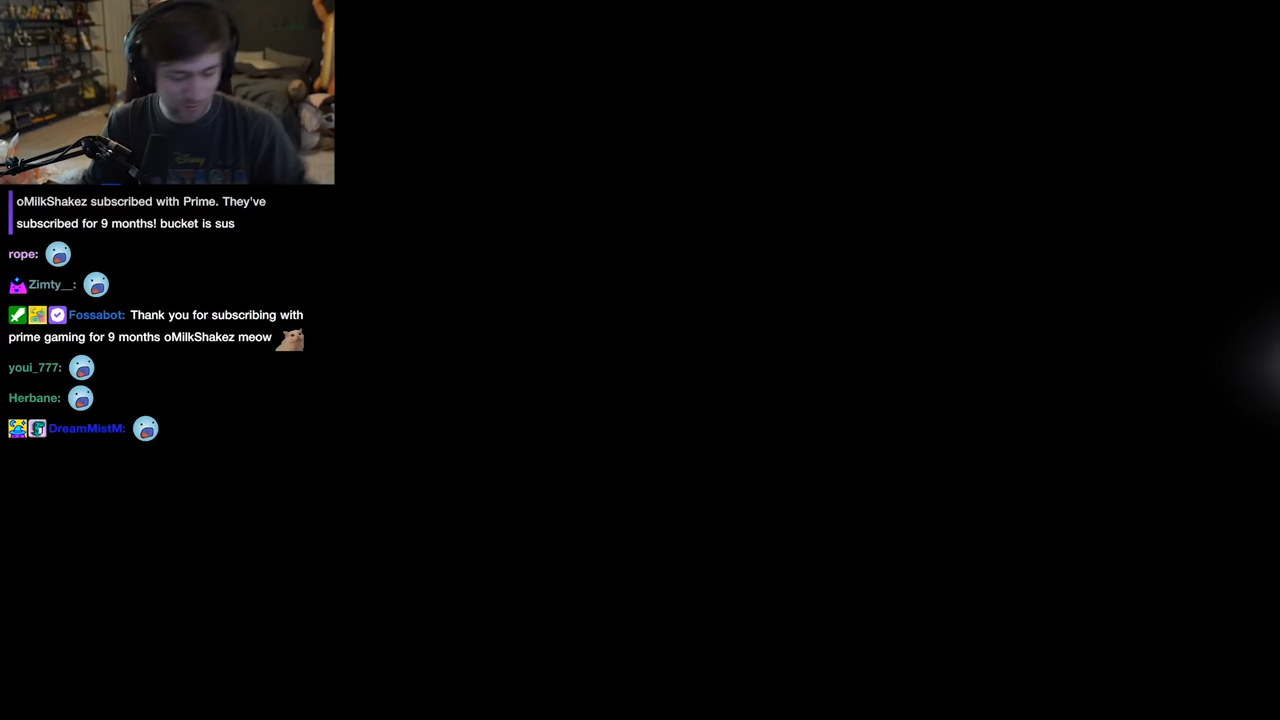 Disney
oMilkShakez subscribed with Prime. They've
subscribed for 9 months! bucket is sus
rope:
Zimty__:
Fossabot: Thank you for subscribing with
prime gaming for 9 months oMilkShakez meow
youi_777:
Herbane:
DreamMistM: